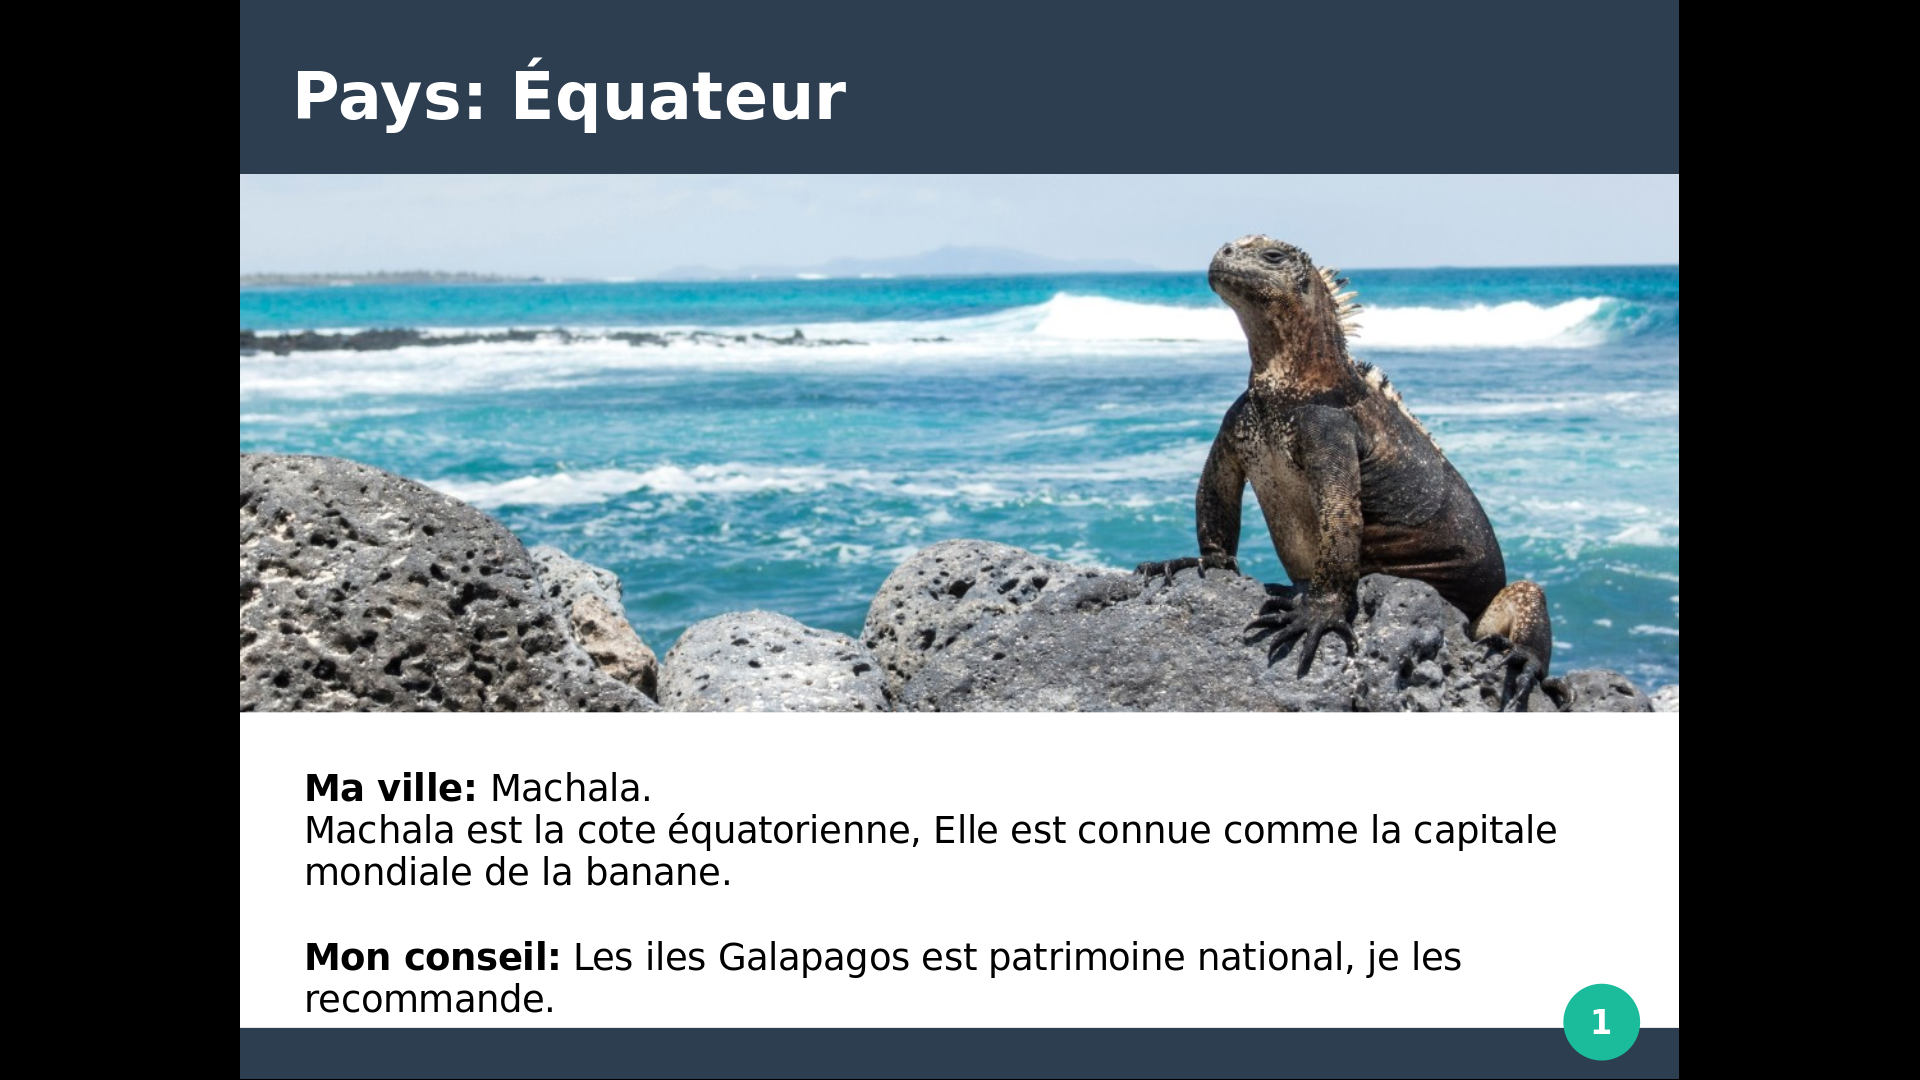 Pays: Équateur
Ma ville: Machala.
Machala est la cote équatorienne, Elle est connue comme la capitale
mondiale de la banane.
Mon conseil: Les iles Galapagos est patrimoine national, je les
recommande.
1